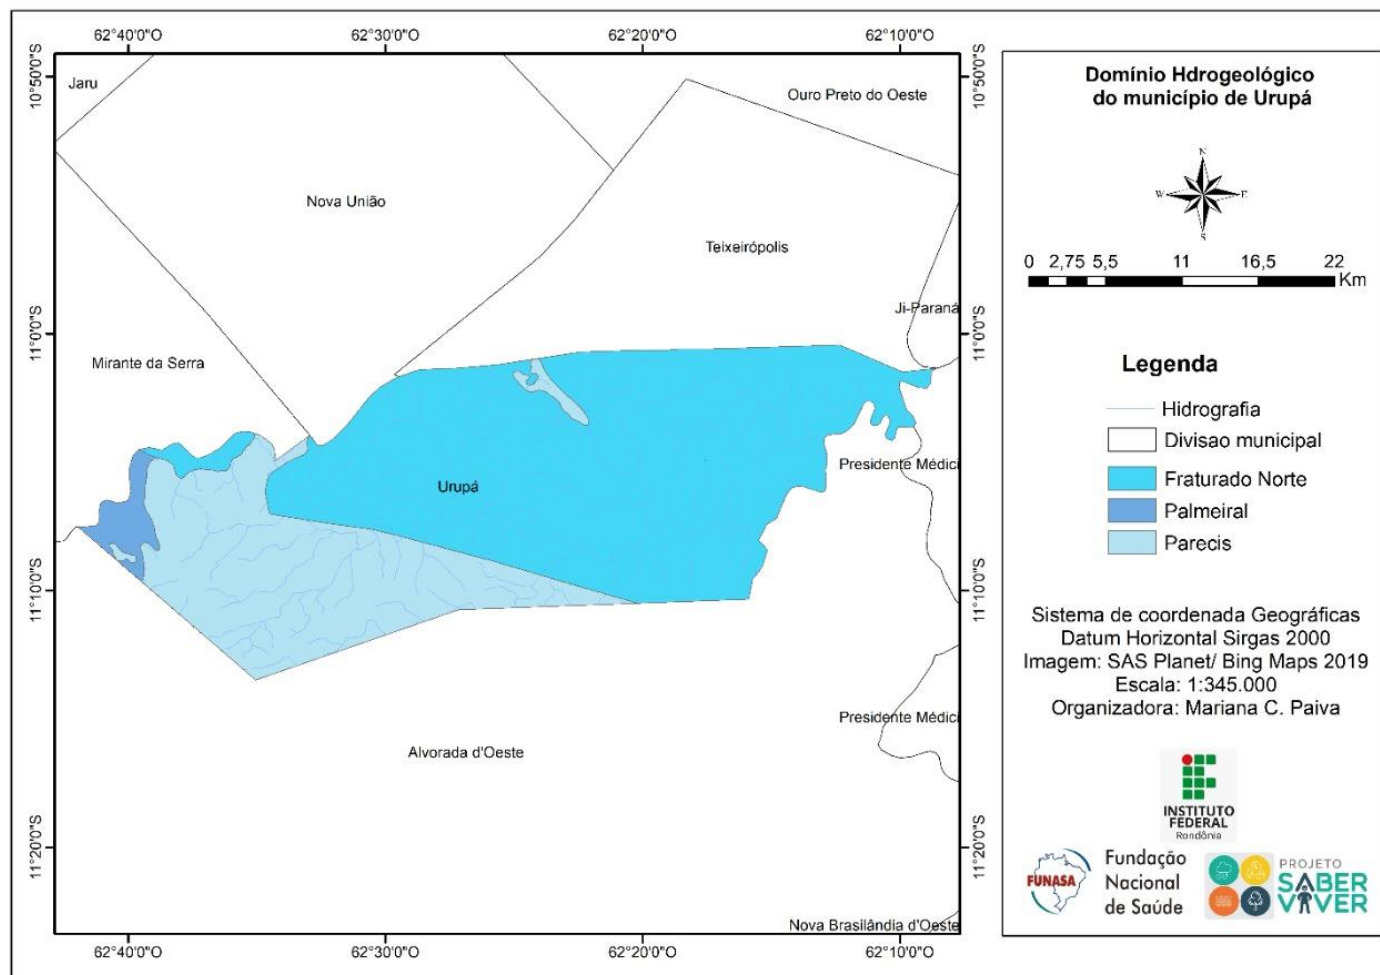 62°40'0"O
62°30'0"O
62°20'0"O
62°10'0"O
10°50'0"S
10°50'0"S
Jaru
Ouro Preto do Oeste
Nova União
Teixeirópolis
Ji-Paraná
11°0'0"S
11°0'0"S
Mirante da Serra
Presidente Médici
Urupá
11°10'0"S
11°10'0"S
Presidente Médici
Alvorada d'Oeste
11°20'0"S
11°20'0"S
Nova Brasilândia d'Oeste
62°40'0"O
62°30'0"O
62°20'0"O
62°10'0"O
Domínio Hdrogeológico
do município de Urupá
N
W
E
S
0 2,75 5,5 11 16,5 22
Km
Legenda
Hidrografia
Divisao municipal
Fraturado Norte
Palmeiral
Parecis
Sistema de coordenada Geográficas
Datum Horizontal Sirgas 2000
Imagem: SAS Planet/ Bing Maps 2019
Escala: 1:345.000
Organizadora: Mariana C. Paiva
INSTITUTO
FEDERAL
Rondônia
FUNASA
Fundação
Nacional
de Saúde
PROJETO
SABER
VIVER